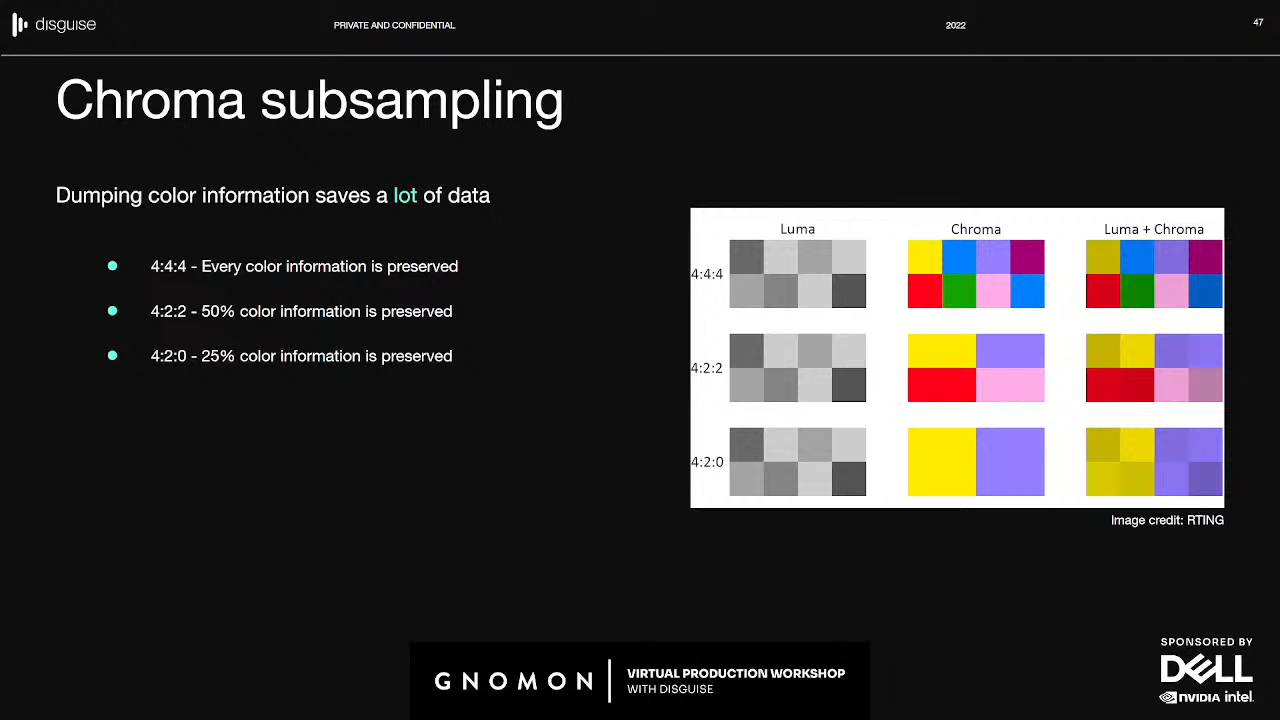 disguise
PRIVATE AND CONFIDENTIAL
2022
47
Chroma subsampling
Dumping color information saves a lot of data
4:4:4 - Every color information is preserved
4:2:2 - 50% color information is preserved
4:2:0 - 25% color information is preserved
Luma
Chroma
Luma + Chroma
4:4:4
4:2:2
4:2:0
Image credit: RTING
GNOMON
VIRTUAL PRODUCTION WORKSHOP
WITH DISGUISE
SPONSORED BY
DELL
NVIDIA intel